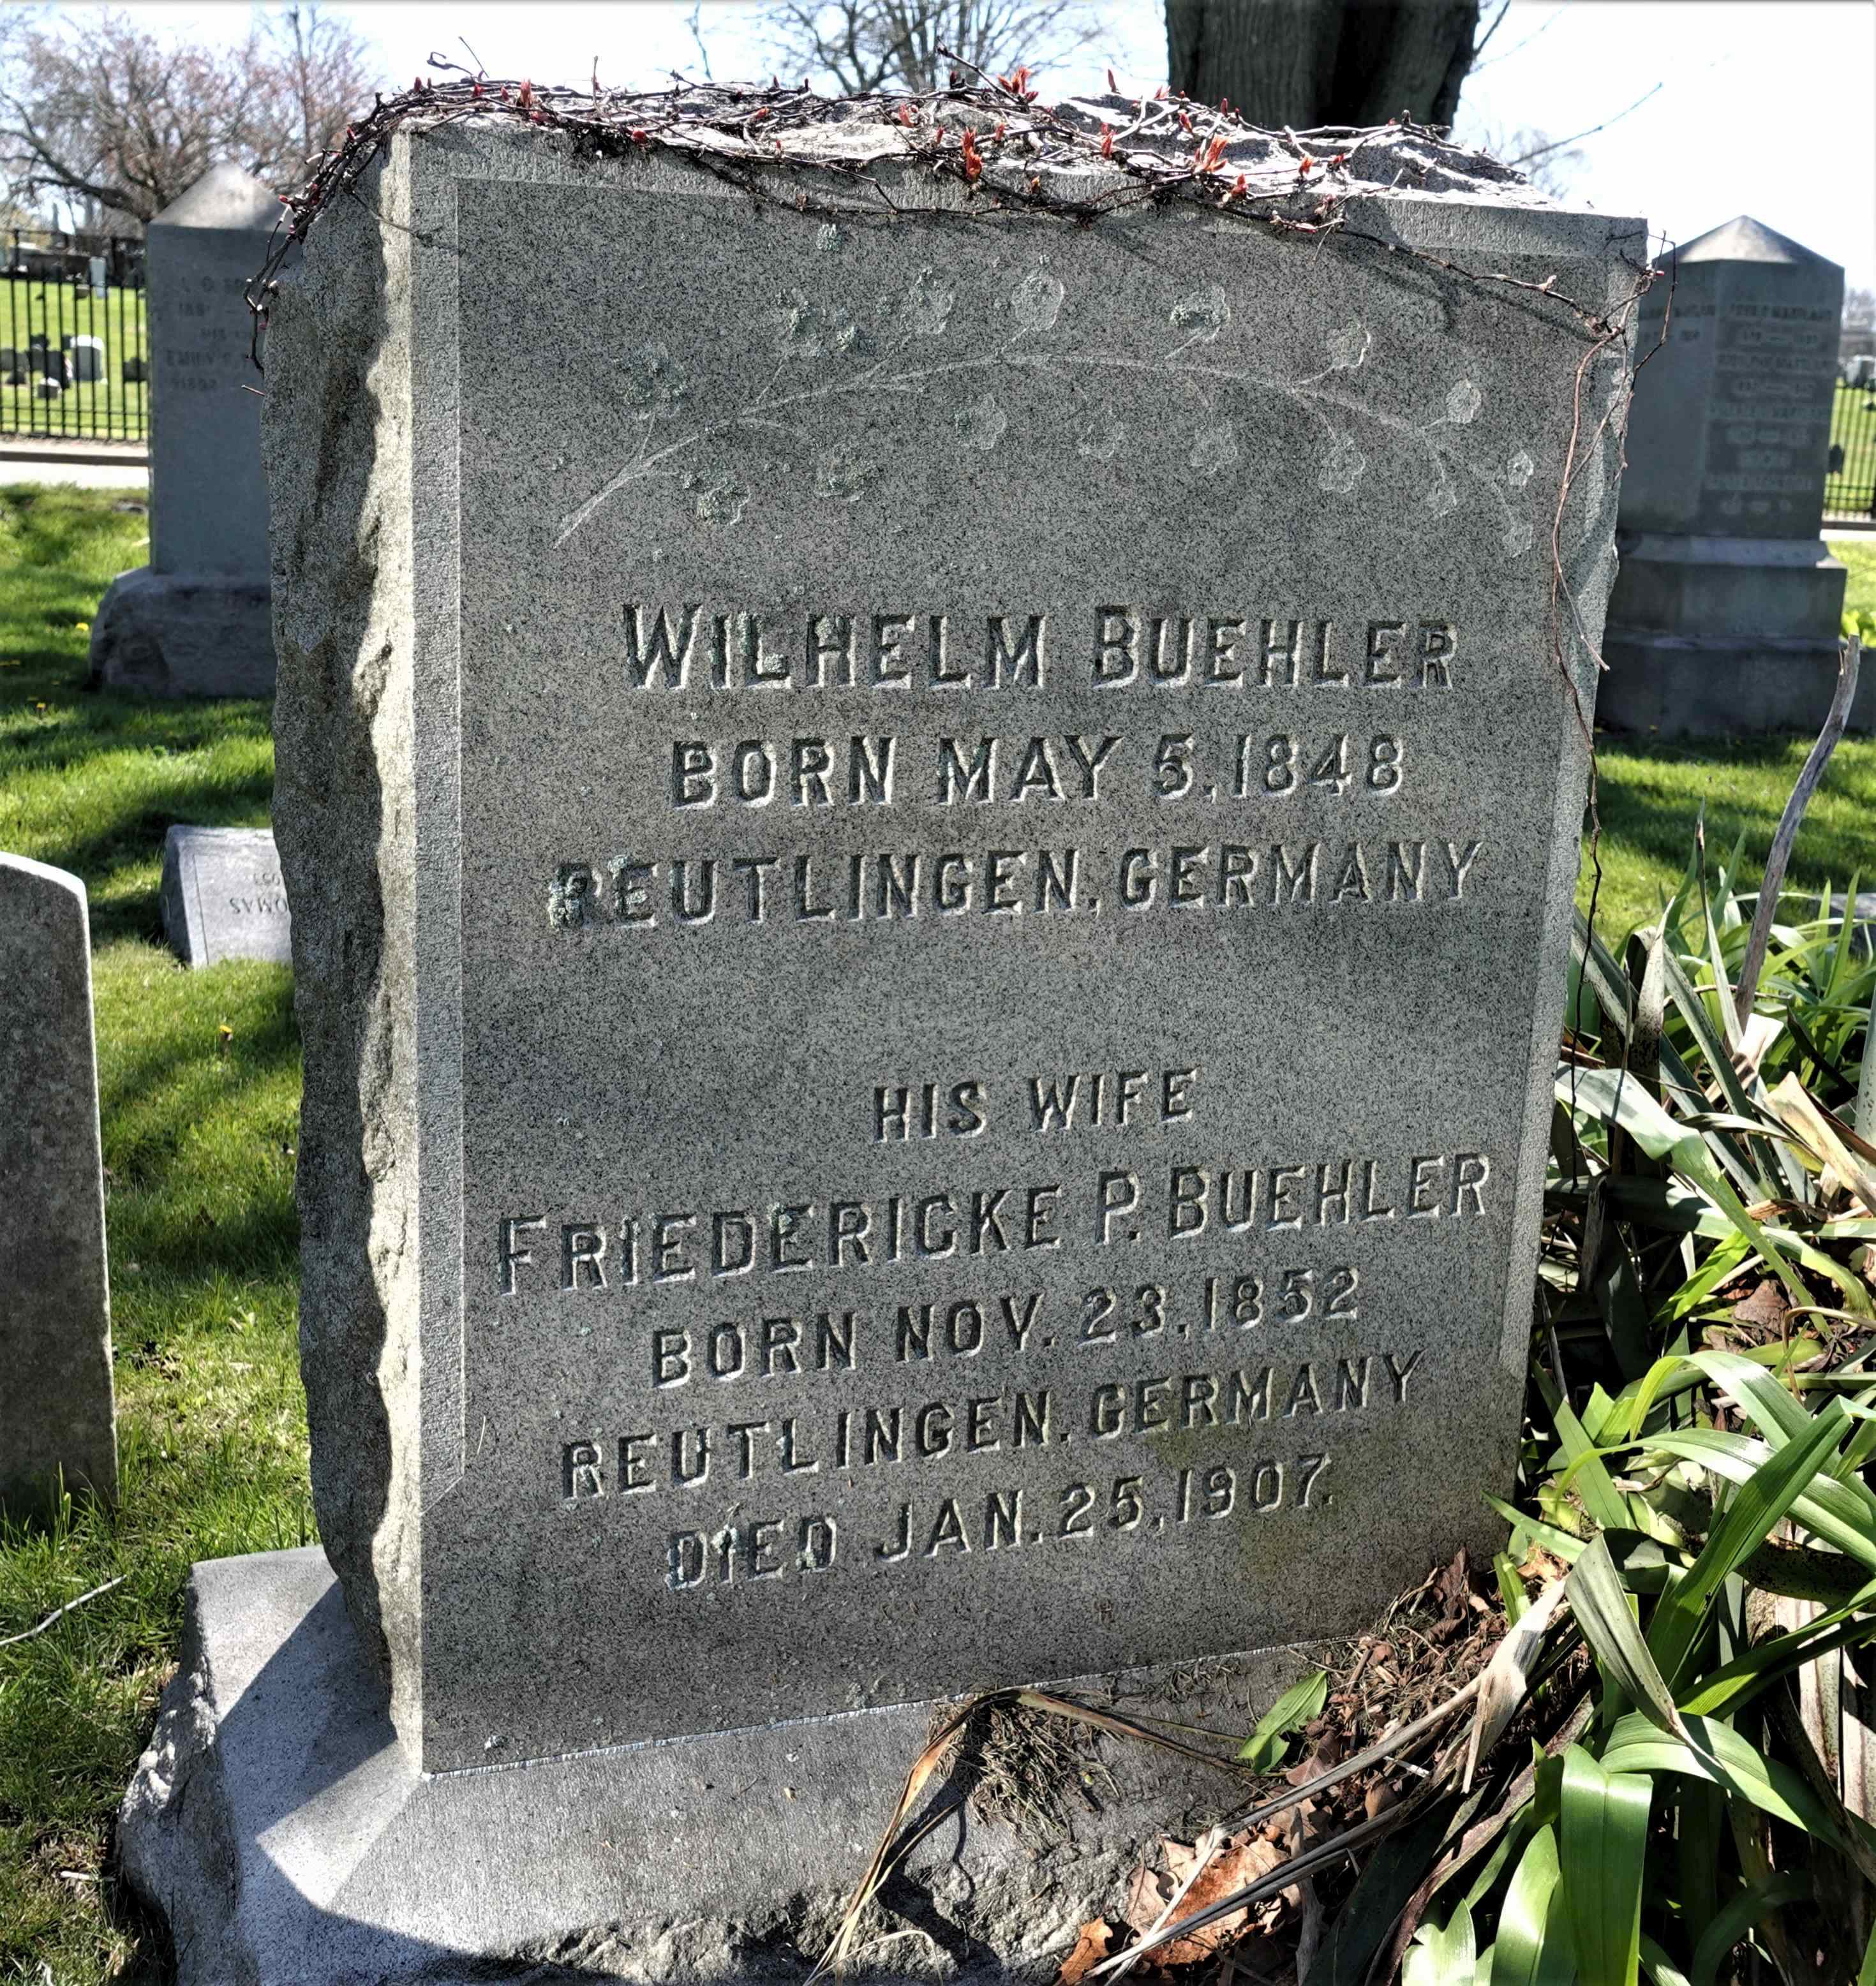 WILHELM BUEHLER
BORN MAY 5, 1848
REUTLINGEN, GERMANY
HIS WIFE
FRIEDERICKE P. BUEHLER
BORN NOV. 23, 1852
REUTLINGEN, GERMANY
DIED JAN. 25, 1907.